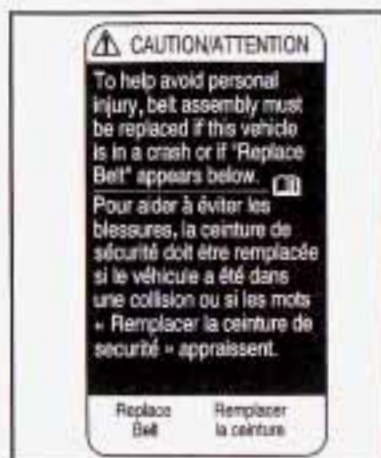 CAUTION/ATTENTION
To help avoid personal
injury, belt assembly must
be replaced if this vehicle
is in a crash or if "Replace
Belt" appears below.
Pour aider à éviter les
blessures, la ceinture de
sécurité doit être remplacée
si le véhicule a été dans
une collision ou si les mots
« Remplacer la ceinture de
securité » appraissent.
Replace Remplacer
Belt la ceinture